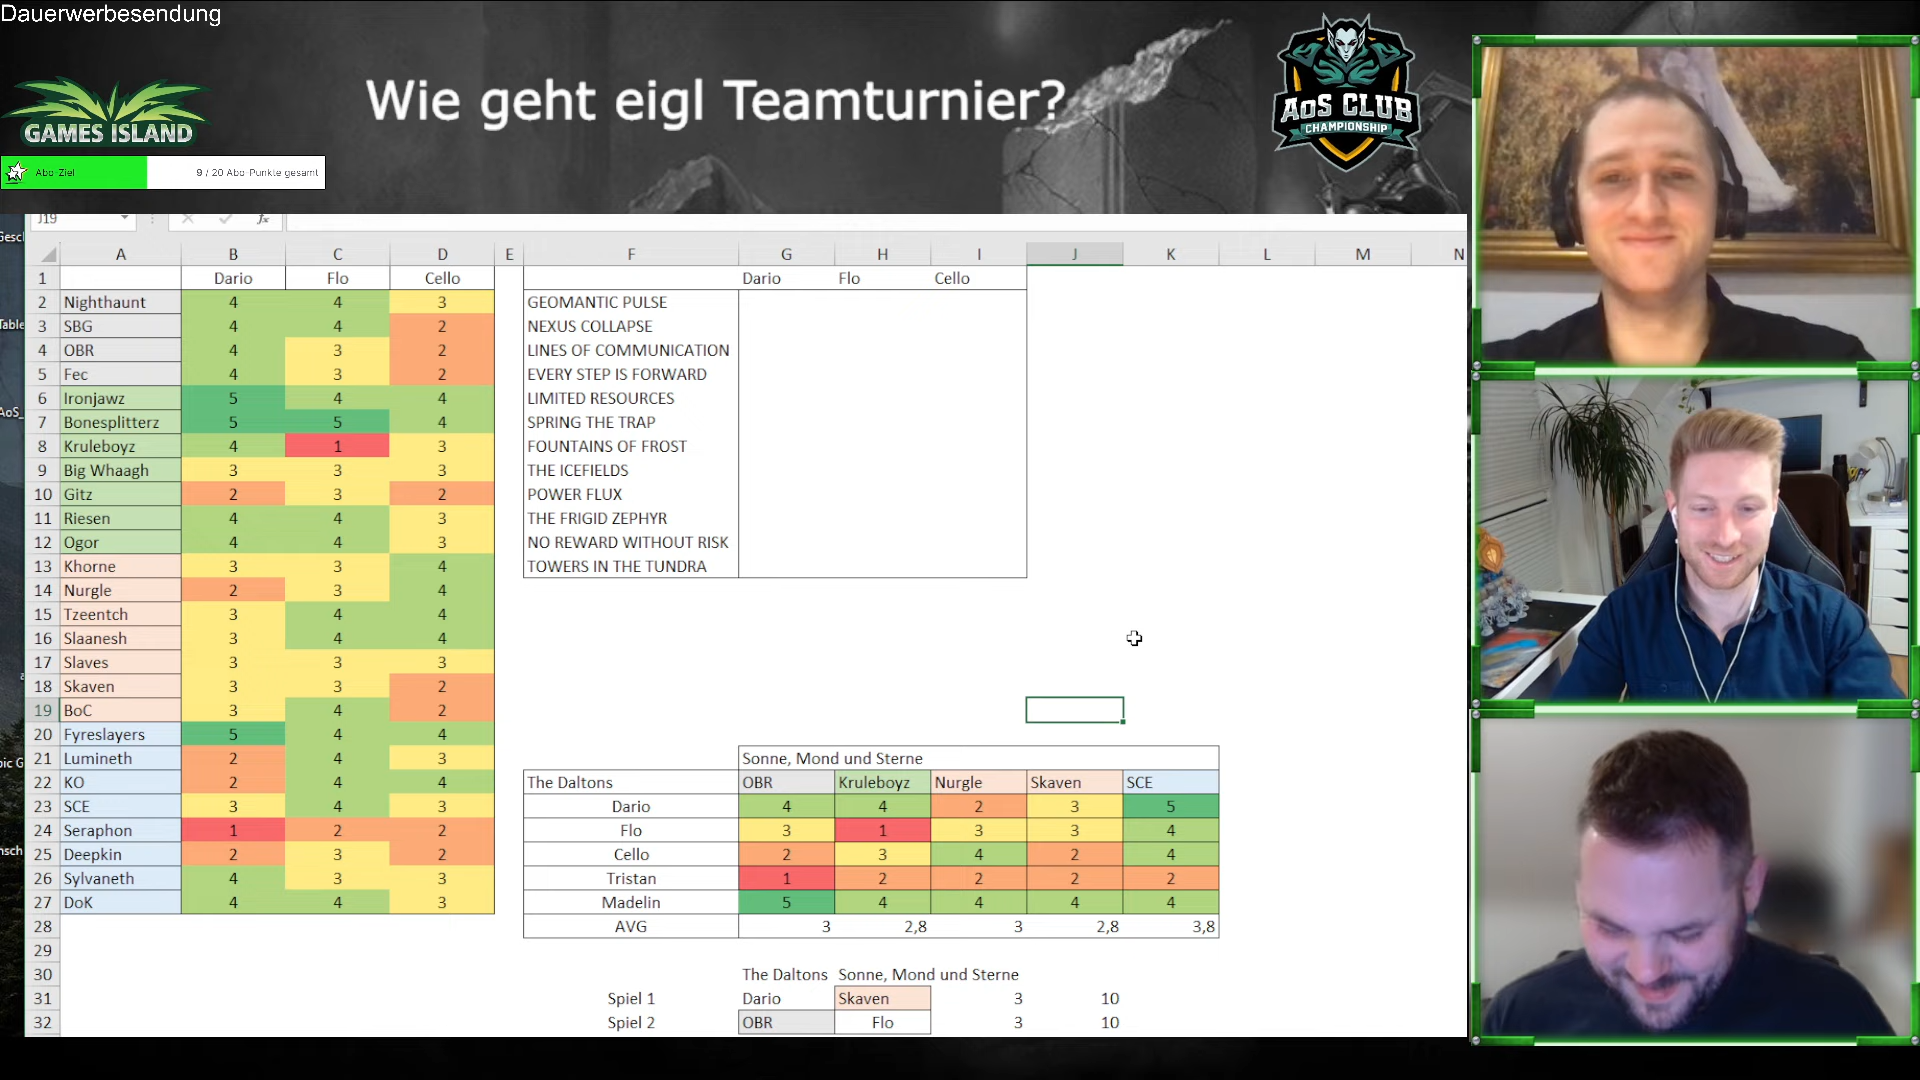 Dauerwerbesendung
GAMES ISLAND
Wie geht eigl Teamturnier?
AoS CLUB
CHAMPIONSHIP
Abo-Ziel 9 / 20 Abo-Punkte gesamt
J19 fx
A B C D E F G H I J K L M N
1 Dario Flo Cello Dario Flo Cello
2 Nighthaunt 4 4 3 GEOMANTIC PULSE
3 SBG 4 4 2 NEXUS COLLAPSE
4 OBR 4 3 2 LINES OF COMMUNICATION
5 Fec 4 3 2 EVERY STEP IS FORWARD
6 Ironjawz 5 4 4 LIMITED RESOURCES
7 Bonesplitterz 5 5 4 SPRING THE TRAP
8 Kruleboyz 4 1 3 FOUNTAINS OF FROST
9 Big Whaagh 3 3 3 THE ICEFIELDS
10 Gitz 2 3 2 POWER FLUX
11 Riesen 4 4 3 THE FRIGID ZEPHYR
12 Ogor 4 4 3 NO REWARD WITHOUT RISK
13 Khorne 3 3 4 TOWERS IN THE TUNDRA
14 Nurgle 2 3 4
15 Tzeentch 3 4 4
16 Slaanesh 3 4 4
17 Slaves 3 3 3
18 Skaven 3 3 2
19 BoC 3 4 2
20 Fyreslayers 5 4 4
21 Lumineth 2 4 3 Sonne, Mond und Sterne
22 KO 2 4 4 The Daltons OBR Kruleboyz Nurgle Skaven SCE
23 SCE 3 4 3 Dario 4 4 2 3 5
24 Seraphon 1 2 2 Flo 3 1 3 3 4
25 Deepkin 2 3 2 Cello 2 3 4 2 4
26 Sylvaneth 4 3 3 Tristan 1 2 2 2 2
27 DoK 4 4 3 Madelin 5 4 4 4 4
28 AVG 3 2,8 3 2,8 3,8
29
30 The Daltons Sonne, Mond und Sterne
31 Spiel 1 Dario Skaven 3 10
32 Spiel 2 OBR Flo 3 10